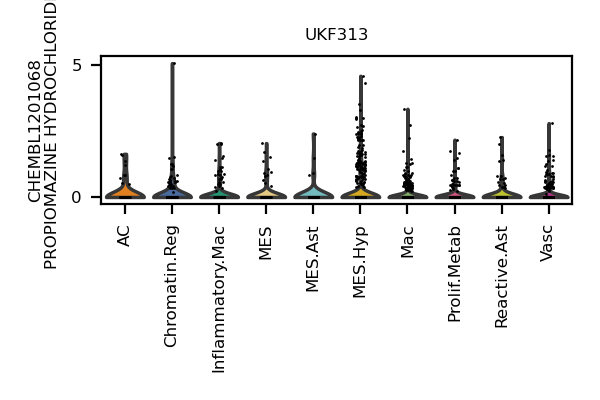 UKF313
CHEMBL1201068
PROPIOMAZINE HYDROCHLORID
5
0
AC
Chromatin.Reg
Inflammatory.Mac
MES
MES.Ast
MES.Hyp
Mac
Prolif.Metab
Reactive.Ast
Vasc